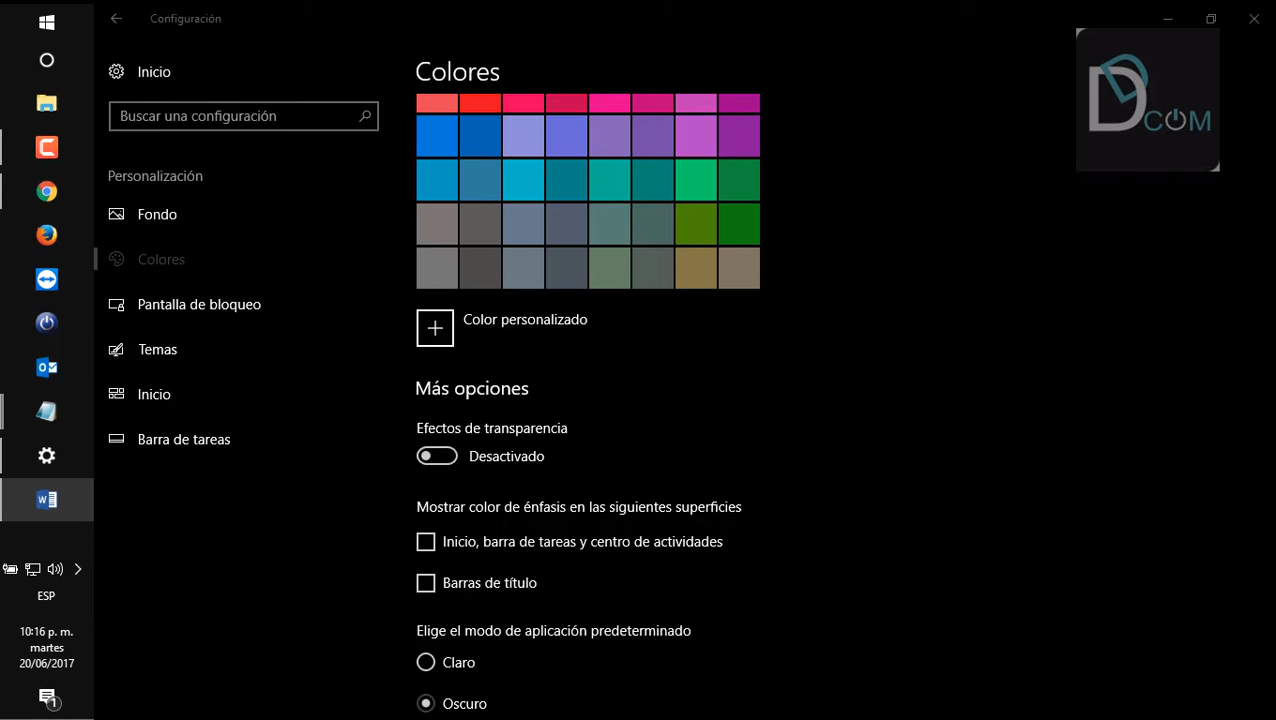 Configuración
Inicio
Buscar una configuración
Personalización
Fondo
Colores
Pantalla de bloqueo
Temas
Inicio
Barra de tareas
Colores
Color personalizado
Más opciones
Efectos de transparencia
Desactivado
Mostrar color de énfasis en las siguientes superficies
Inicio, barra de tareas y centro de actividades
Barras de título
Elige el modo de aplicación predeterminado
Claro
Oscuro
D COM
W
ESP
10:16 p. m.
martes
20/06/2017
1